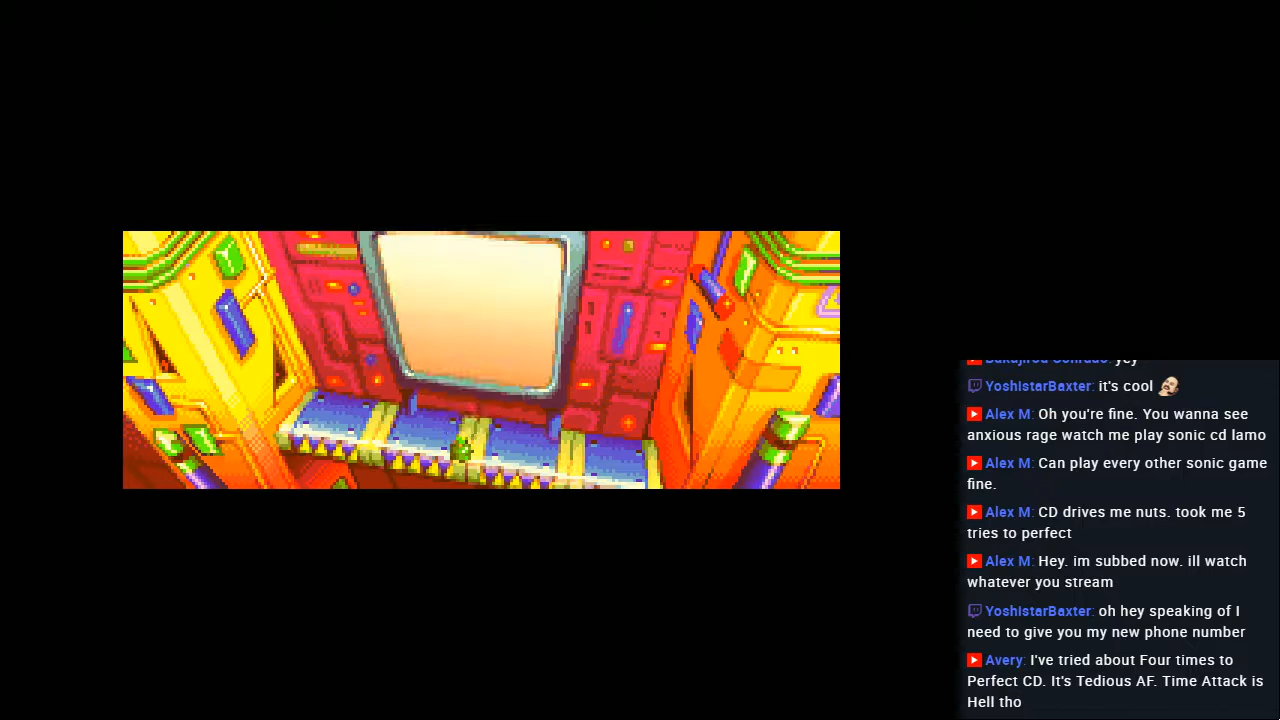 yey
YoshistarBaxter: it's cool
Alex M: Oh you're fine. You wanna see
anxious rage watch me play sonic cd lamo
Alex M: Can play every other sonic game
fine.
Alex M: CD drives me nuts. took me 5
tries to perfect
Alex M: Hey. im subbed now. ill watch
whatever you stream
YoshistarBaxter: oh hey speaking of I
need to give you my new phone number
Avery: I've tried about Four times to
Perfect CD. It's Tedious AF. Time Attack is
Hell tho